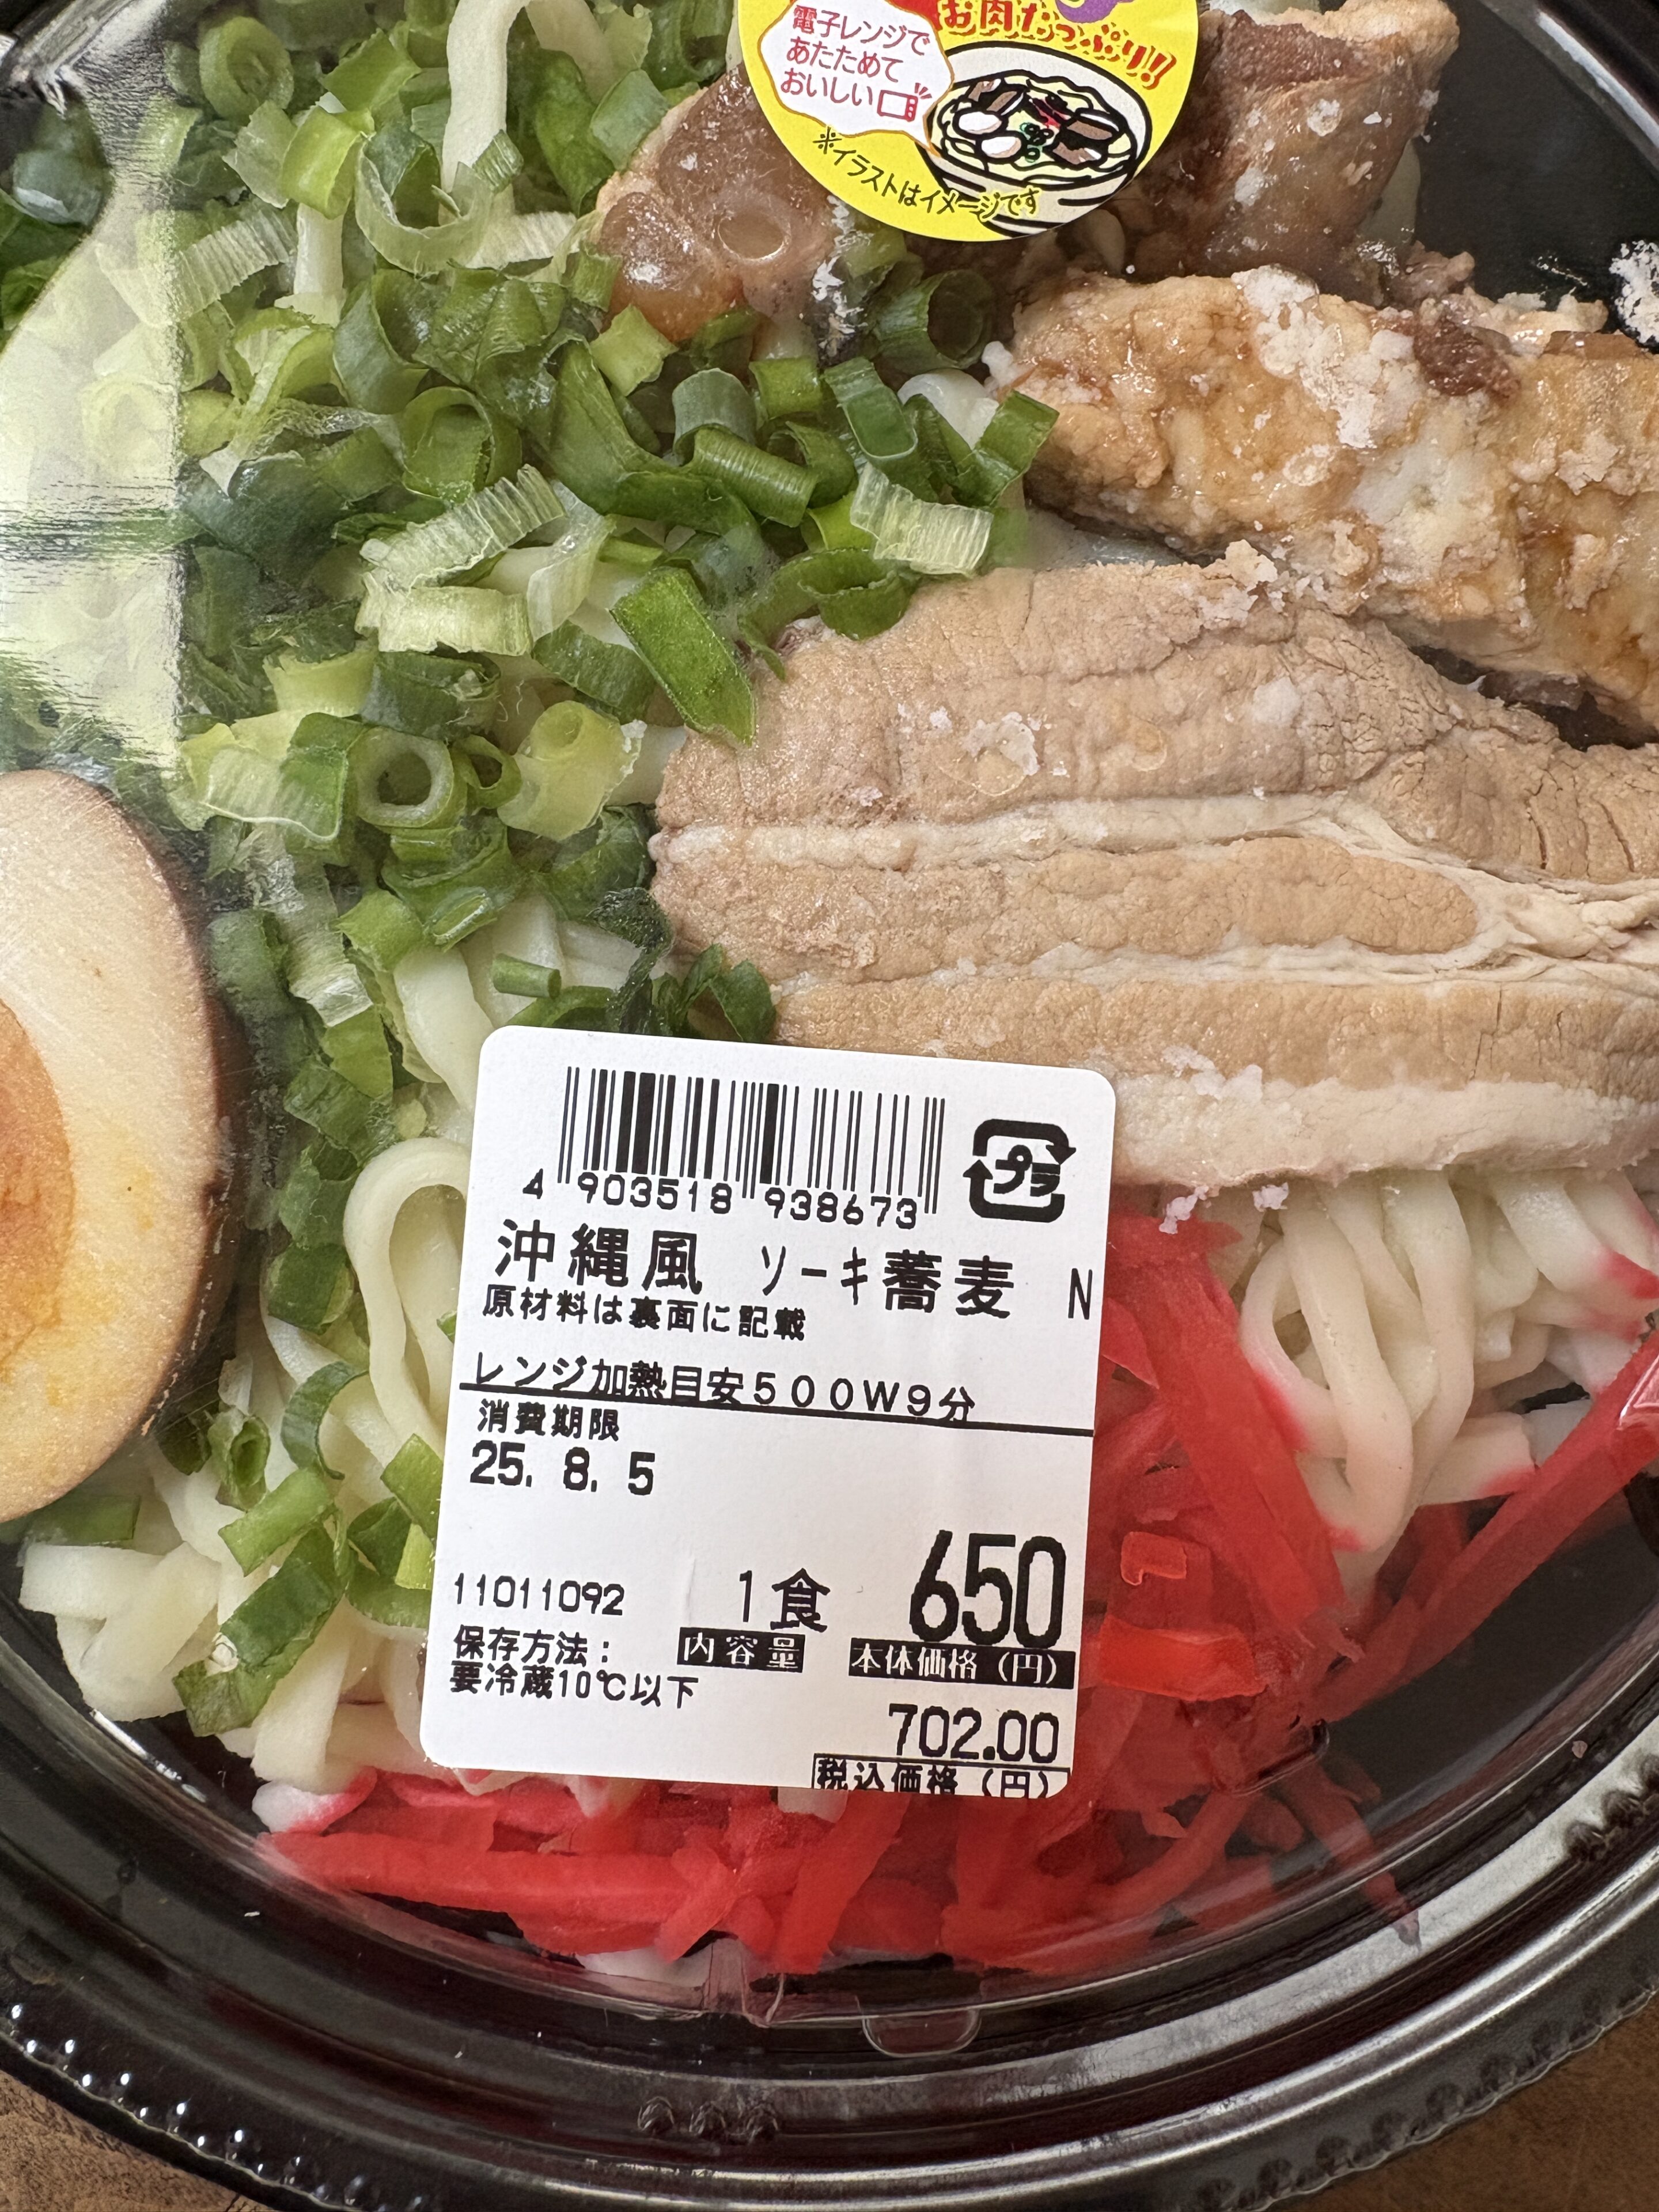 お肉たっぷり!!
電子レンジで
あたためて
おいしい
※イラストはイメージです
4 903518 938673
プラ
沖縄風 ソーキ蕎麦 N
原材料は裏面に記載
レンジ加熱目安500W9分
消費期限
25. 8. 5
11011092 1食 650
保存方法: 内容量 本体価格(円)
要冷蔵10℃以下
702.00
税込価格(円)